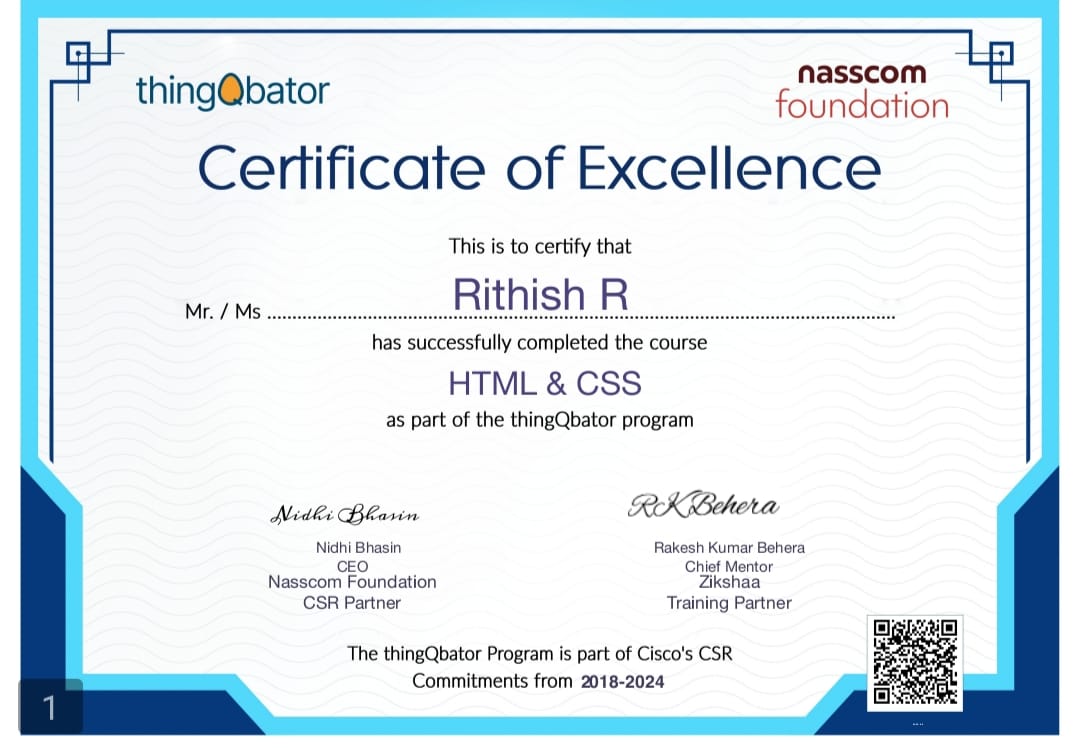 thingQbator
nasscom
foundation
Certificate of Excellence
This is to certify that
Mr. / Ms ........ Rithish R ........
has successfully completed the course
HTML & CSS
as part of the thingQbator program
Nidhi Bhasin
Nidhi Bhasin
CEO
Nasscom Foundation
CSR Partner
RKBehera
Rakesh Kumar Behera
Chief Mentor
Zikshaa
Training Partner
The thingQbator Program is part of Cisco's CSR
Commitments from 2018-2024
1